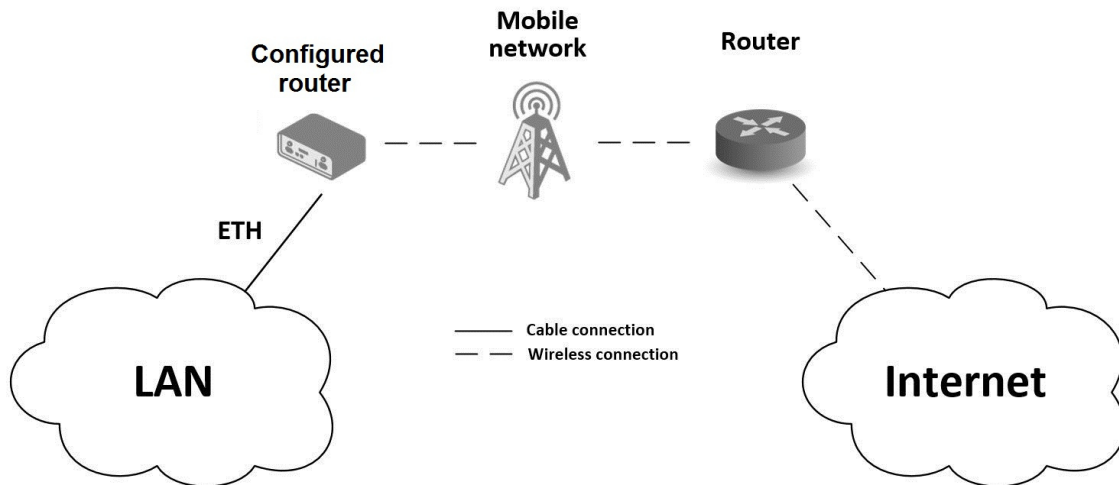 Mobile
network
Router
Configured
router
ETH
Cable connection
Wireless connection
LAN
Internet